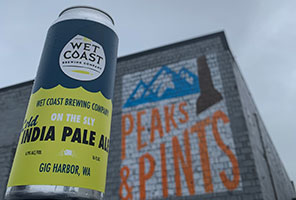 WET
COAST
BREWING COMPANY
WET COAST BREWING COMPANY
ON THE SLY
Cold
INDIA PALE ALE
GIG HARBOR, WA
PEAKS
& PINTS